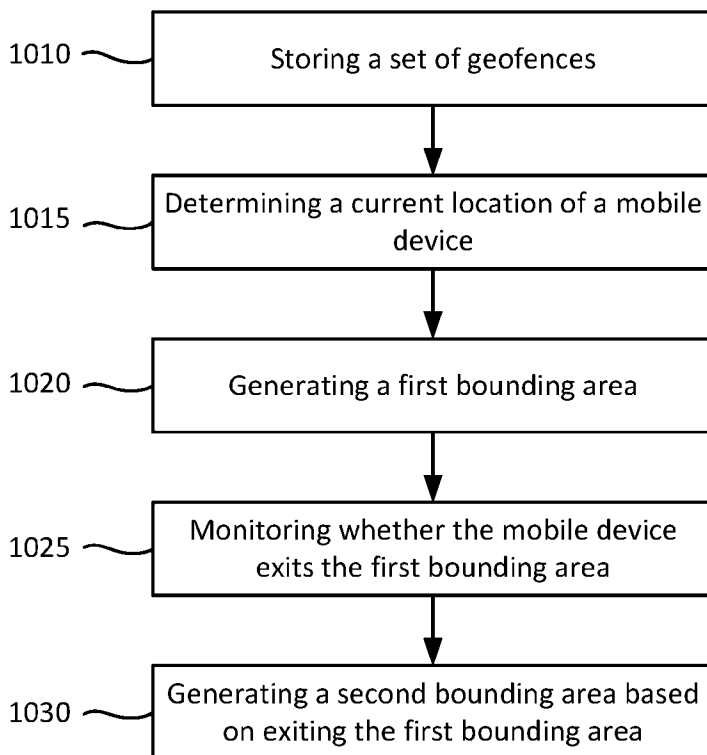 1010
Storing a set of geofences
1015
Determining a current location of a mobile
device
1020
Generating a first bounding area
1025
Monitoring whether the mobile device
exits the first bounding area
1030
Generating a second bounding area based
on exiting the first bounding area